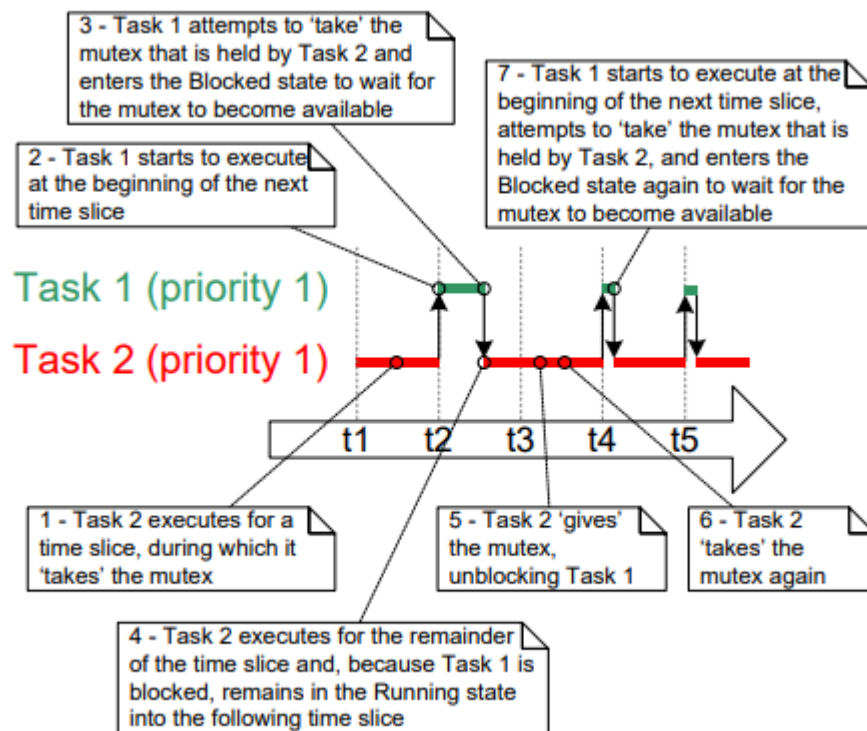 3 - Task 1 attempts to ‘take’ the
mutex that is held by Task 2 and
enters the Blocked state to wait for
the mutex to become available
7 - Task 1 starts to execute at the
beginning of the next time slice,
attempts to ‘take’ the mutex that is
held by Task 2, and enters the
Blocked state again to wait for the
mutex to become available
2 - Task 1 starts to execute
at the beginning of the next
time slice
Task 1 (priority 1)
Task 2 (priority 1)
t1 t2 t3 t4 t5
1 - Task 2 executes for a
time slice, during which it
‘takes’ the mutex
5 - Task 2 ‘gives’
the mutex,
unblocking Task 1
6 - Task 2
‘takes’ the
mutex again
4 - Task 2 executes for the remainder
of the time slice and, because Task 1 is
blocked, remains in the Running state
into the following time slice